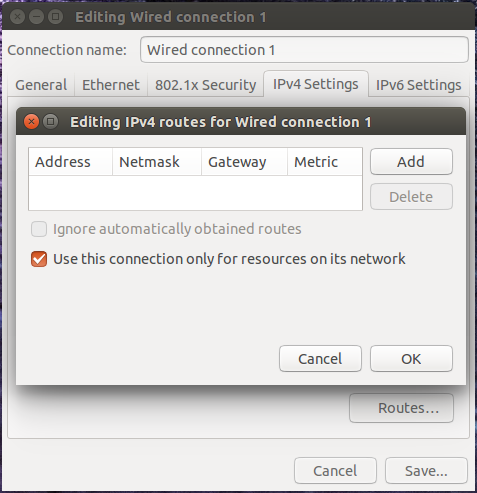 Editing Wired connection 1
Connection name: Wired connection 1
General Ethernet 802.1x Security IPv4 Settings IPv6 Settings
Editing IPv4 routes for Wired connection 1
Address Netmask Gateway Metric Add
Delete
Ignore automatically obtained routes
Use this connection only for resources on its network
Cancel OK
Routes...
Cancel Save...